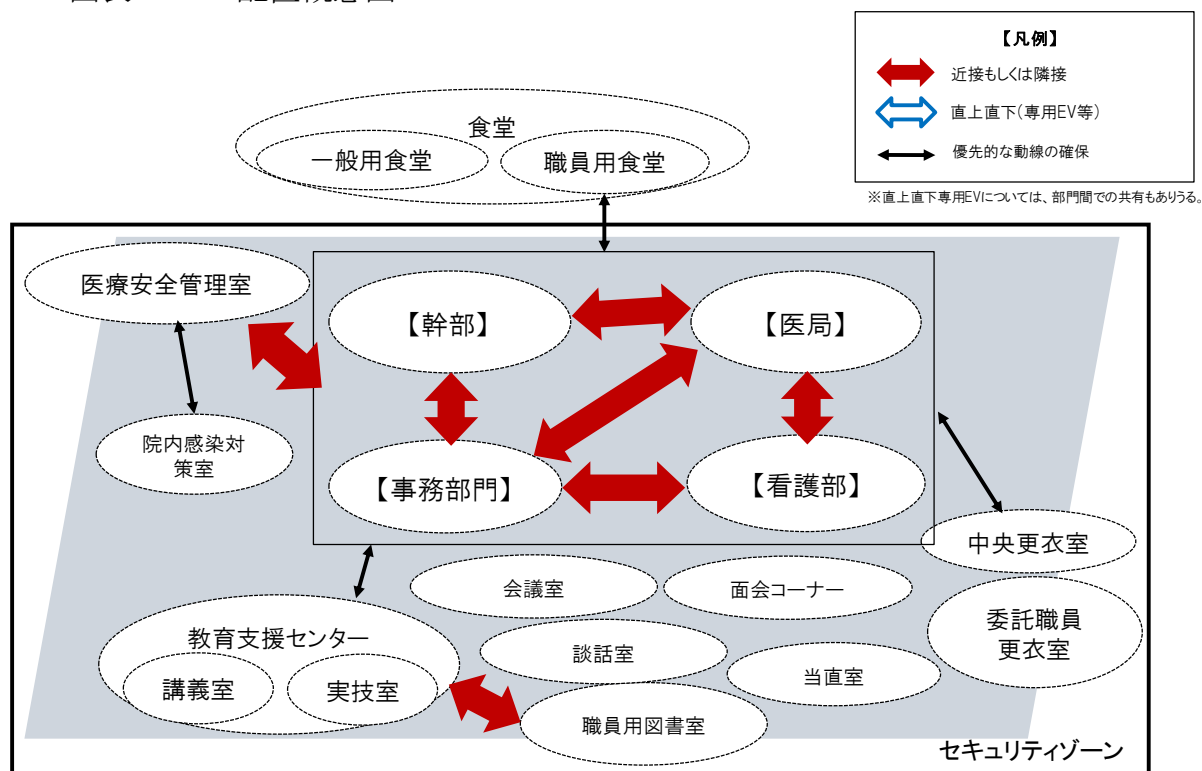 【凡例】
近接もしくは隣接
直上直下(専用EV等)
優先的な動線の確保
※直上直下専用EVについては、部門間での共有もありうる。
食堂
一般用食堂
職員用食堂
医療安全管理室
【幹部】
【医局】
院内感染対
策室
【事務部門】
【看護部】
中央更衣室
会議室
面会コーナー
委託職員
更衣室
教育支援センター
談話室
当直室
講義室
実技室
職員用図書室
セキュリティゾーン